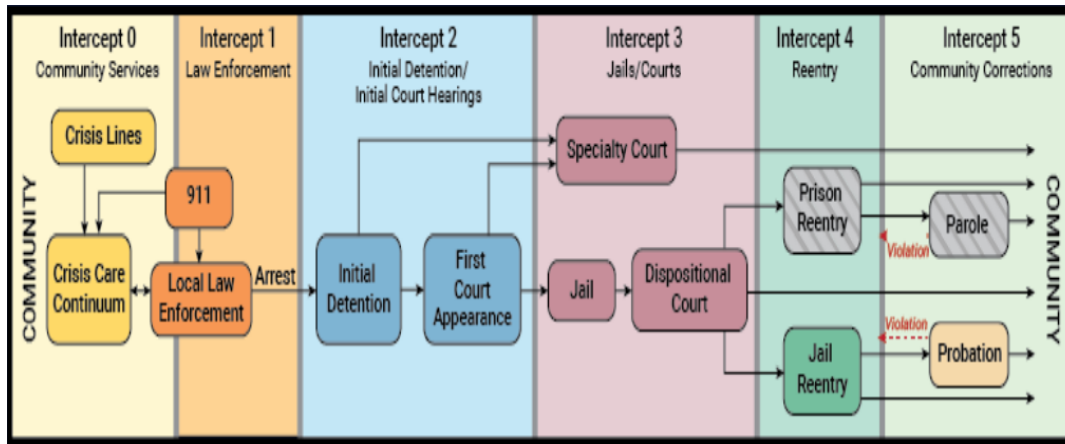 Intercept 0
Community Services
Intercept 1
Law Enforcement
Intercept 2
Initial Detention/
Initial Court Hearings
Intercept 3
Jails/Courts
Intercept 4
Reentry
Intercept 5
Community Corrections
COMMUNITY
Crisis Lines
911
Crisis Care
Continuum
Local Law
Enforcement
Arrest
Initial
Detention
First
Court
Appearance
Specialty Court
Jail
Dispositional
Court
Prison
Reentry
Violation
Parole
Jail
Reentry
Violation
Probation
COMMUNITY